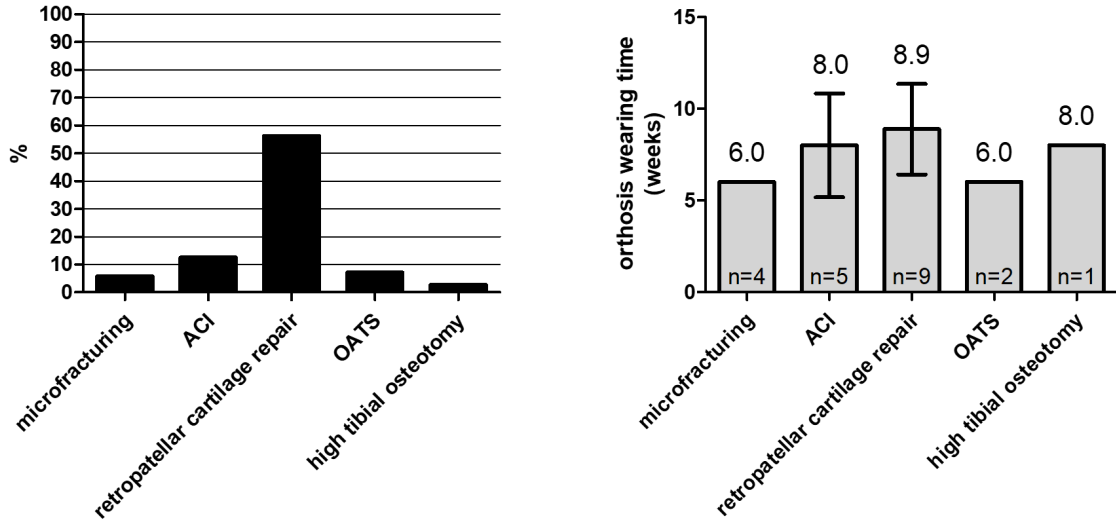 100
90
80
70
60
50
40
30
20
10
0
%
microfracturing
ACI
retropatellar cartilage repair
OATS
high tibial osteotomy
15
10
5
0
orthosis wearing time
(weeks)
6.0
8.0
8.9
6.0
8.0
n=4
n=5
n=9
n=2
n=1
microfracturing
ACI
retropatellar cartilage repair
OATS
high tibial osteotomy